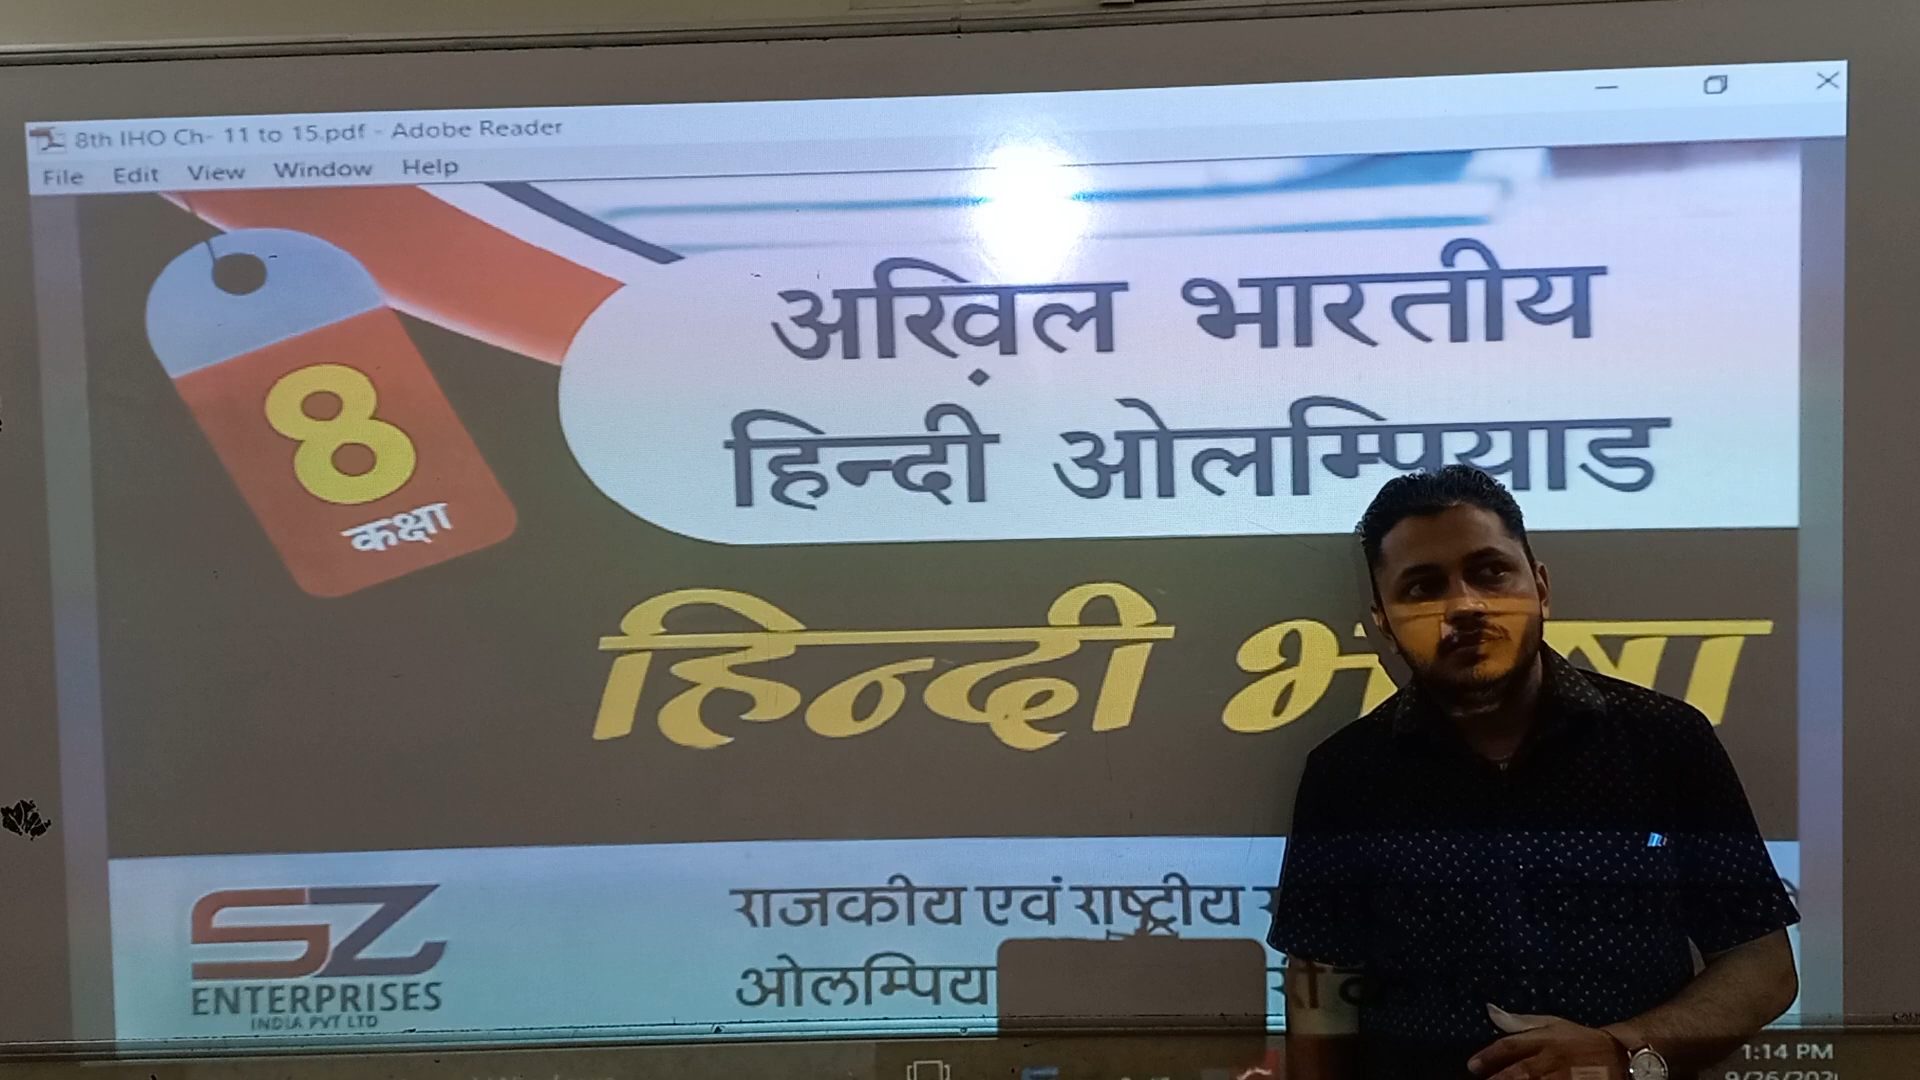 8th IHO Ch- 11 to 15.pdf - Adobe Reader
File Edit View Window Help
अखिल भारतीय
हिन्दी ओलम्पियाड
8
कक्षा
हिन्दी
राजकीय एवं राष्ट्रीय
SZ
ENTERPRISES
INDIA PVT LTD
1:14 PM